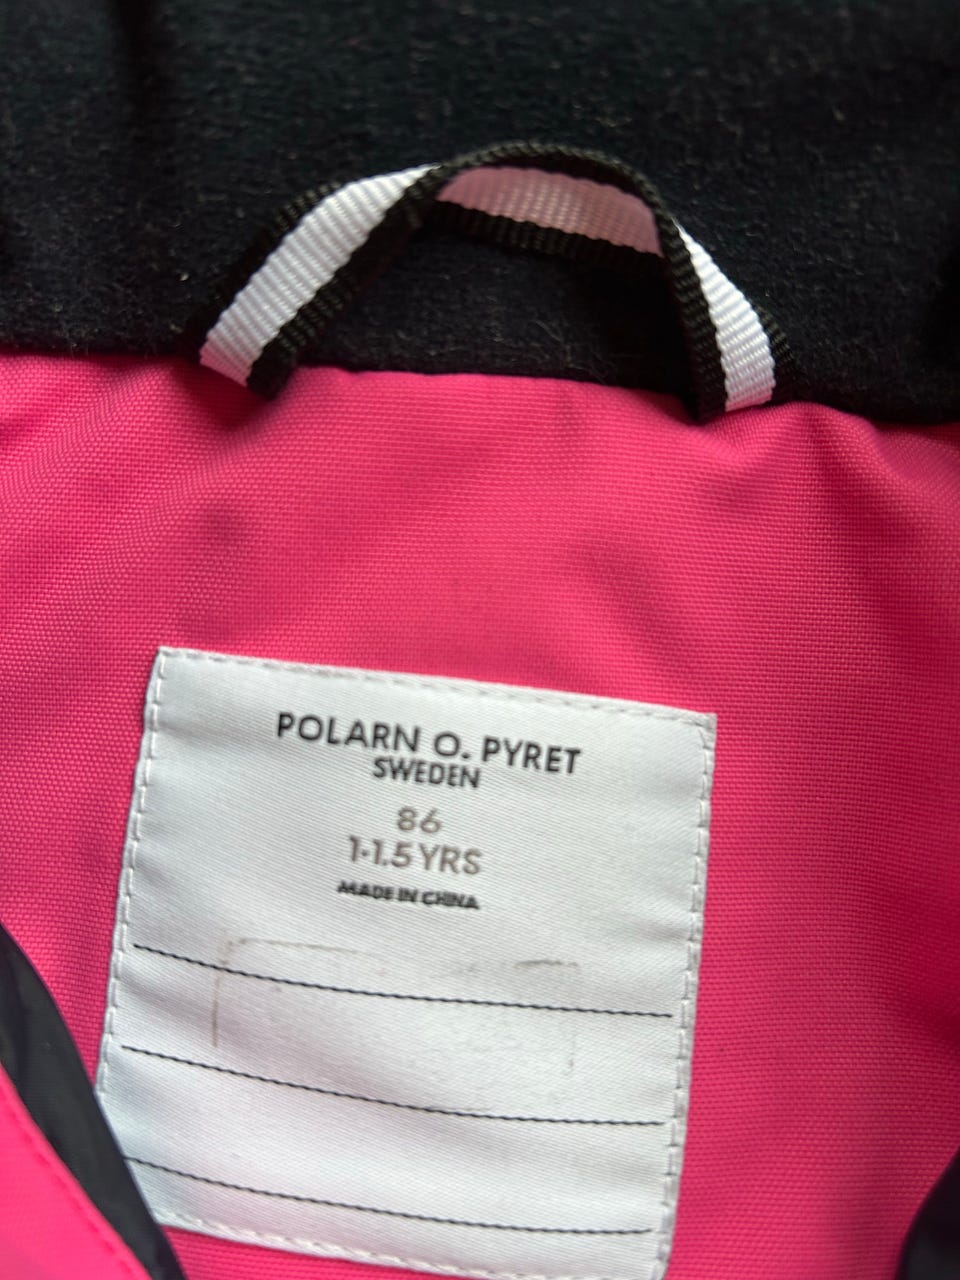 POLARN O. PYRET
SWEDEN
86
1-1.5 YRS
MADE IN CHINA